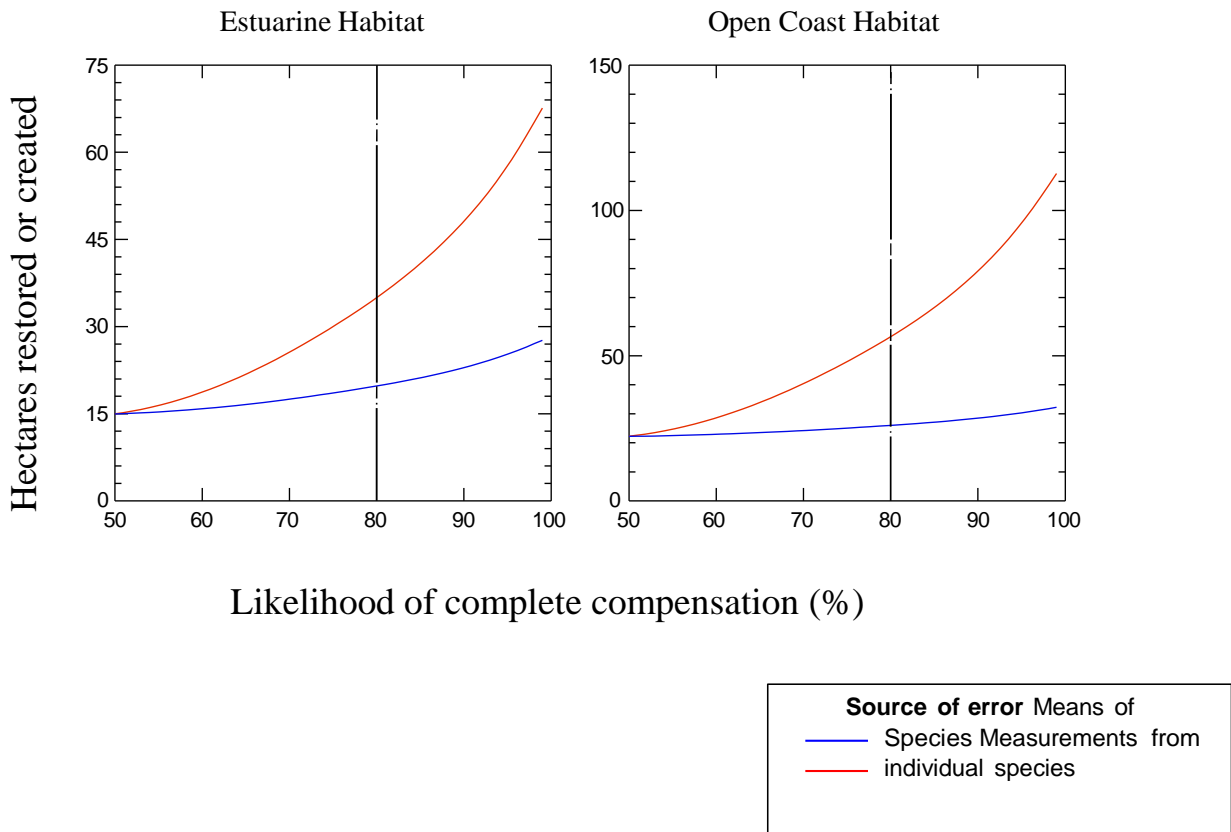 Estuarine Habitat
Open Coast Habitat
Hectares restored or created
75
60
45
30
15
0
50 60 70 80 90 100
150
100
50
0
50 60 70 80 90 100
Likelihood of complete compensation (%)
Source of error Means of
Species Measurements from
individual species